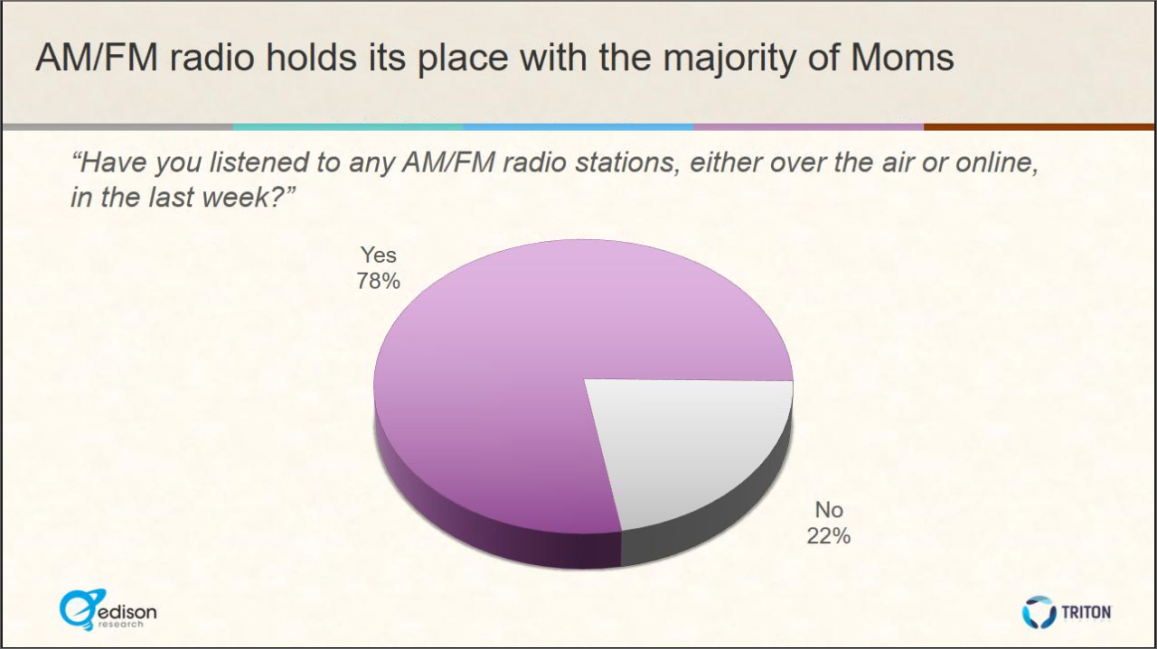 AM/FM radio holds its place with the majority of Moms
“Have you listened to any AM/FM radio stations, either over the air or online,
in the last week?”
Yes
78%
No
22%
edison
research
TRITON